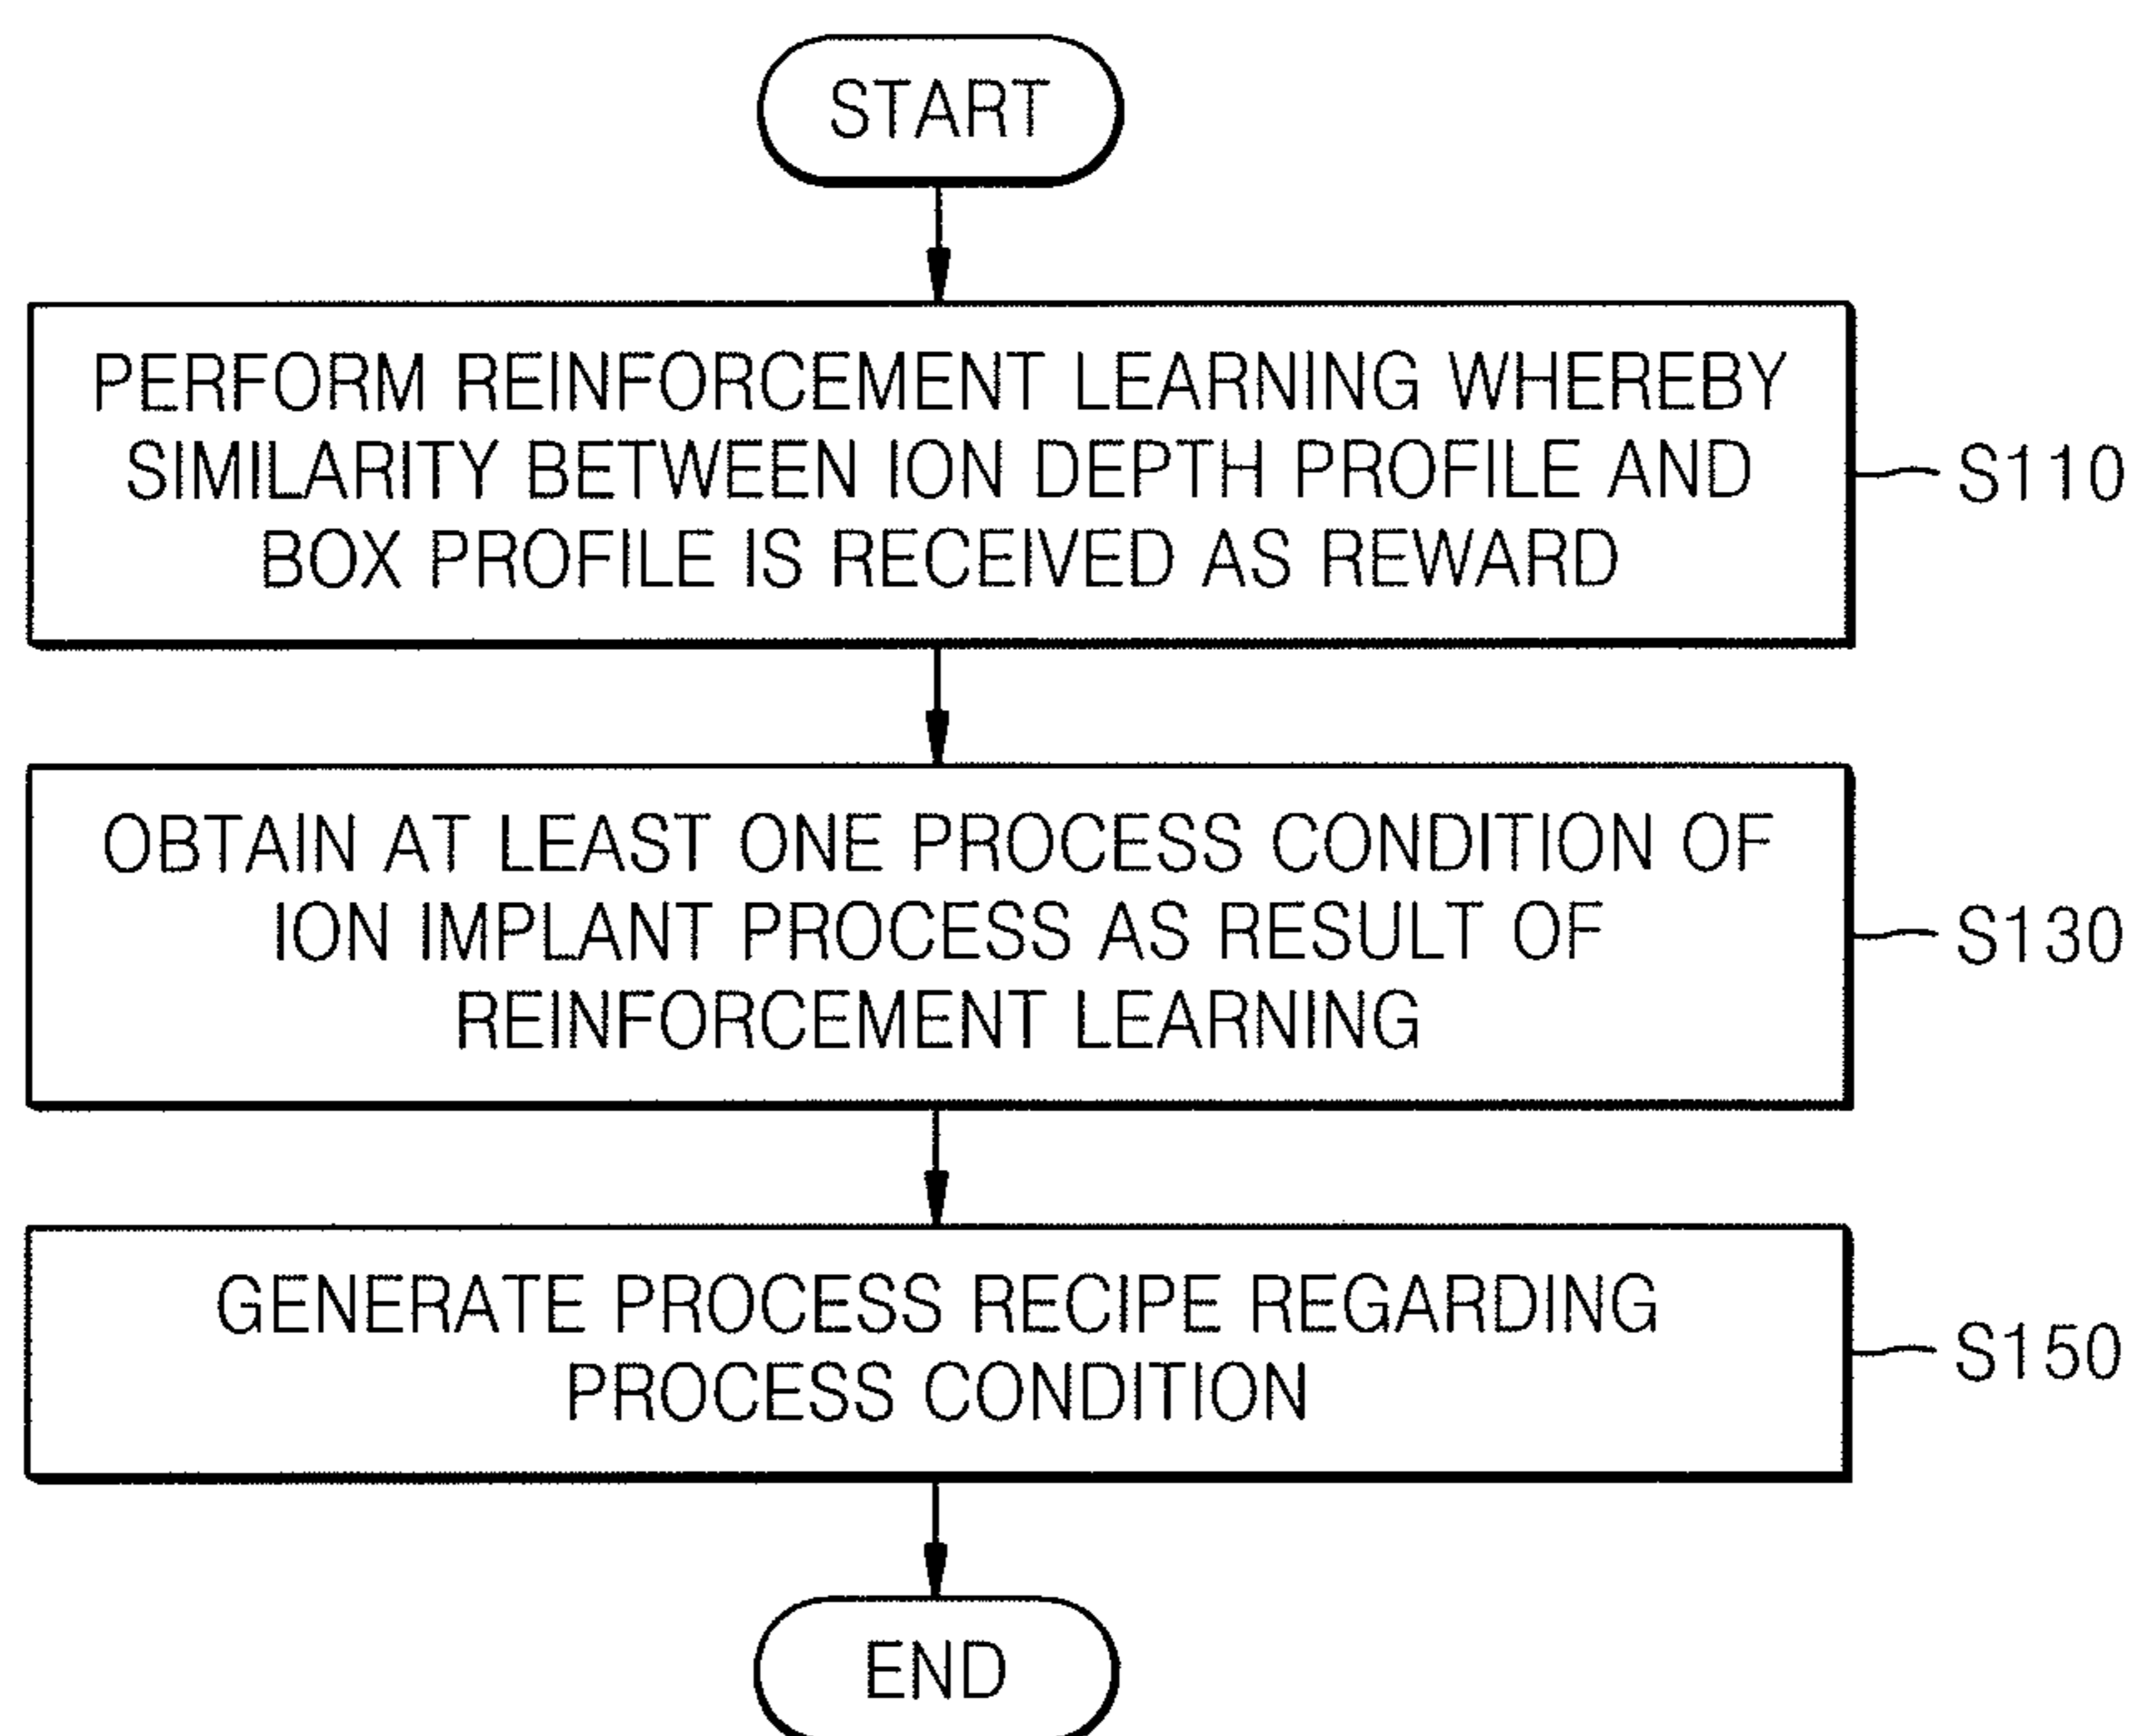 START
PERFORM REINFORCEMENT LEARNING WHEREBY
SIMILARITY BETWEEN ION DEPTH PROFILE AND
BOX PROFILE IS RECEIVED AS REWARD
S110
OBTAIN AT LEAST ONE PROCESS CONDITION OF
ION IMPLANT PROCESS AS RESULT OF
REINFORCEMENT LEARNING
S130
GENERATE PROCESS RECIPE REGARDING
PROCESS CONDITION
S150
END